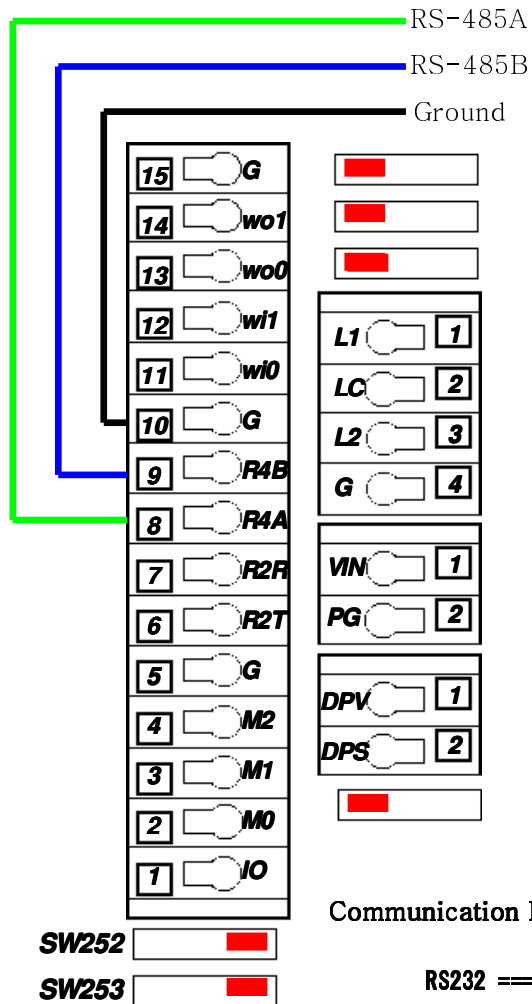 RS-485A
RS-485B
Ground
15 G
14 wo1
13 wo0
12 wi1
11 wi0
10 G
9 R4B
8 R4A
7 R2R
6 R2T
5 G
4 M2
3 M1
2 M0
1 IO
L1 1
LC 2
L2 3
G 4
VIN 1
PG 2
DPV 1
DPS 2
Communication
SW252
SW253
RS232 ===